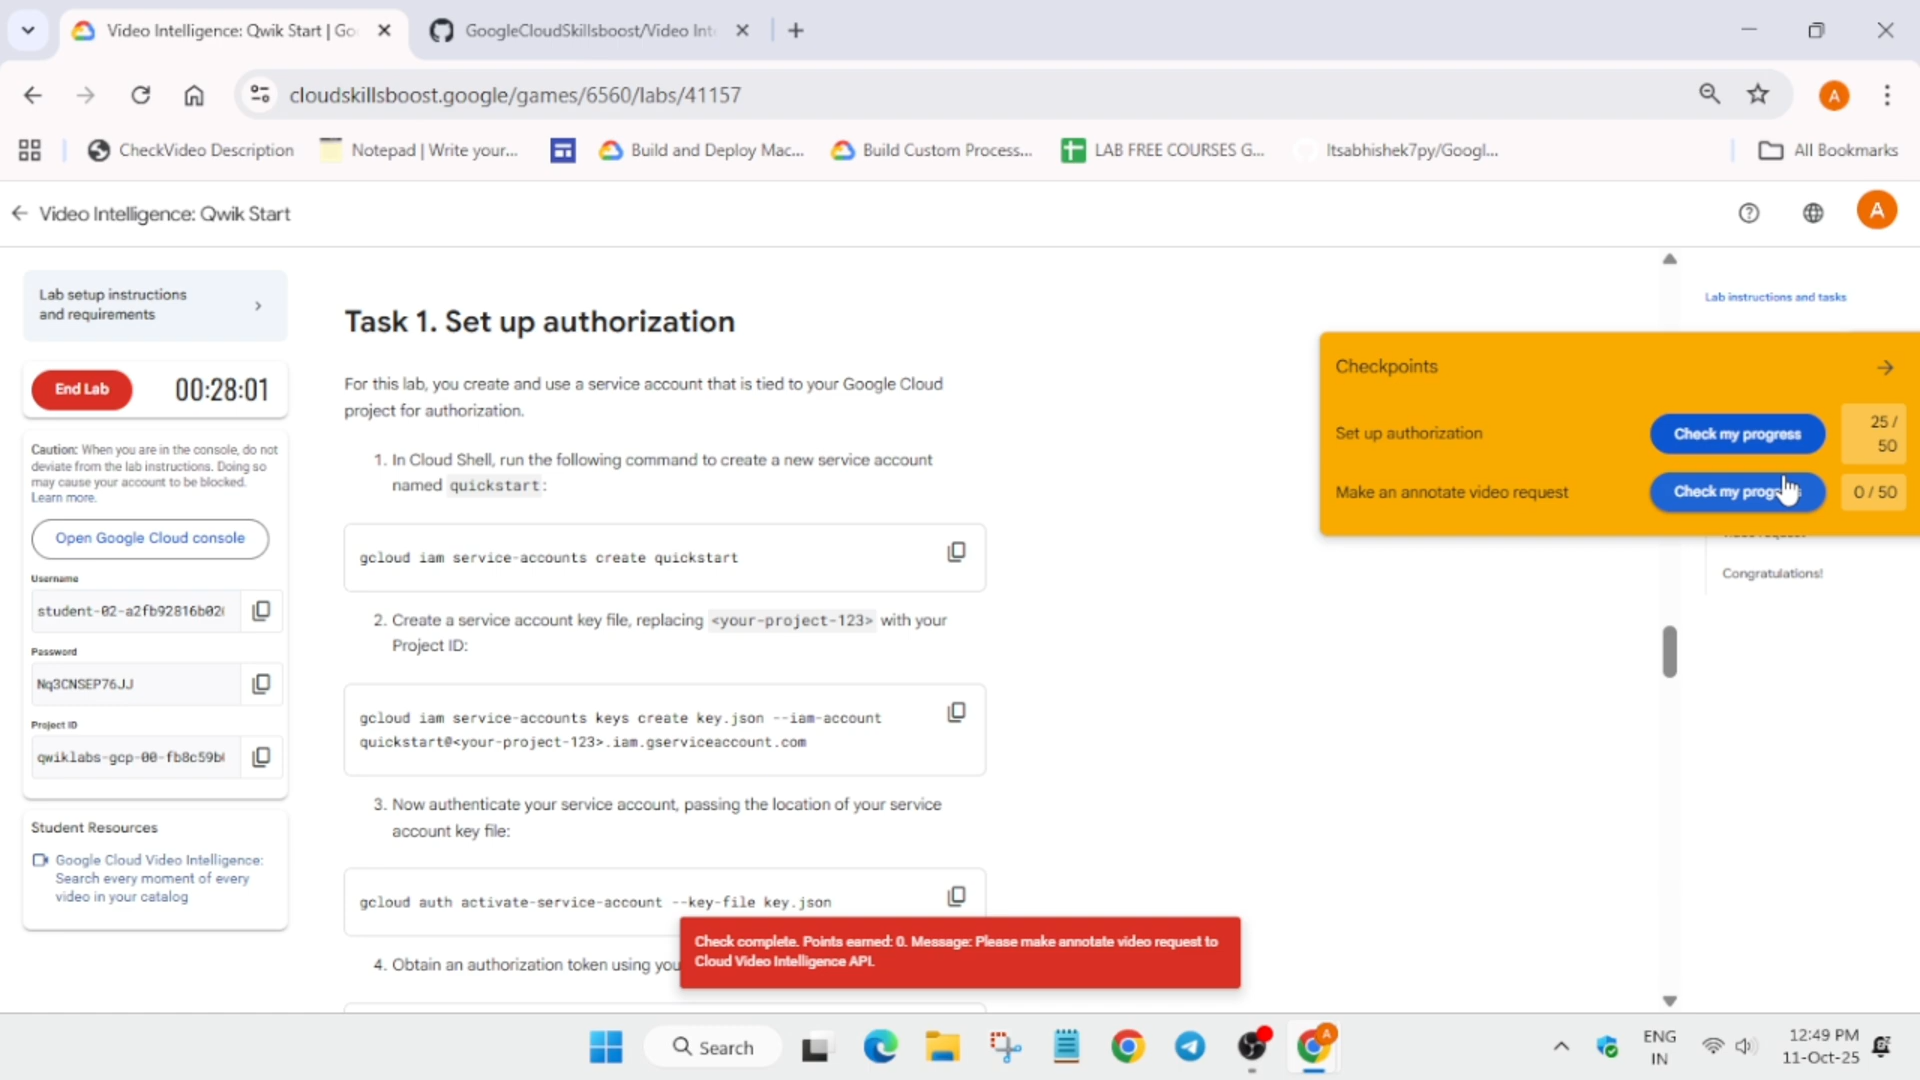 Video Intelligence: Qwik Start | Go
GoogleCloudSkillsboost/Video Int
cloudskillsboost.google/games/6560/labs/41157
A
CheckVideo Description
Notepad | Write your...
Build and Deploy Mac...
Build Custom Process...
LAB FREE COURSES G...
Itsabhishek7py/Googl...
All Bookmarks
Video Intelligence: Qwik Start
A
Lab setup instructions
and requirements
End Lab
00:28:01
Caution: When you are in the console, do not
deviate from the lab instructions. Doing so
may cause your account to be blocked.
Learn more.
Open Google Cloud console
Username
student-02-a2fb92816b02
Password
Nq3CNSEP76JJ
Project ID
qwiklabs-gcp-00-fb8c59b
Student Resources
Google Cloud Video Intelligence:
Search every moment of every
video in your catalog
Task 1. Set up authorization
For this lab, you create and use a service account that is tied to your Google Cloud
project for authorization.
1. In Cloud Shell, run the following command to create a new service account
named quickstart:
gcloud iam service-accounts create quickstart
2. Create a service account key file, replacing <your-project-123> with your
Project ID:
gcloud iam service-accounts keys create key.json --iam-account
quickstart@<your-project-123>.iam.gserviceaccount.com
3. Now authenticate your service account, passing the location of your service
account key file:
gcloud auth activate-service-account --key-file key.json
4. Obtain an authorization token using you
Check complete. Points earned: 0. Message: Please make annotate video request to
Cloud Video Intelligence API.
Lab instructions and tasks
Checkpoints
Set up authorization
Check my progress
25 /
50
Make an annotate video request
Check my prog
0 / 50
Congratulations!
Search
A
ENG
IN
12:49 PM
11-Oct-25